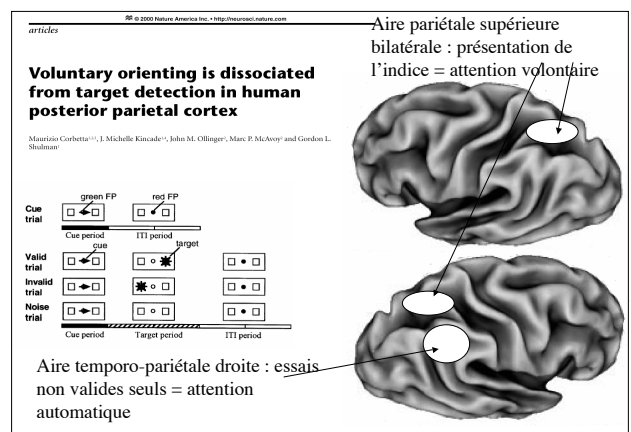 © 2000 Nature America Inc. • http://neurosci.nature.com
articles
Voluntary orienting is dissociated
from target detection in human
posterior parietal cortex
Maurizio Corbetta, J. Michelle Kincade, John M. Ollinger, Marc P. McAvoy and Gordon L.
Shulman
Aire pariétale supérieure
bilatérale : présentation de
l’indice = attention volontaire
green FP
red FP
Cue
trial
Cue period
ITI period
cue
target
Valid
trial
Invalid
trial
Noise
trial
Cue period
Target period
ITI period
Aire temporo-pariétale droite : essais
non valides seuls = attention
automatique